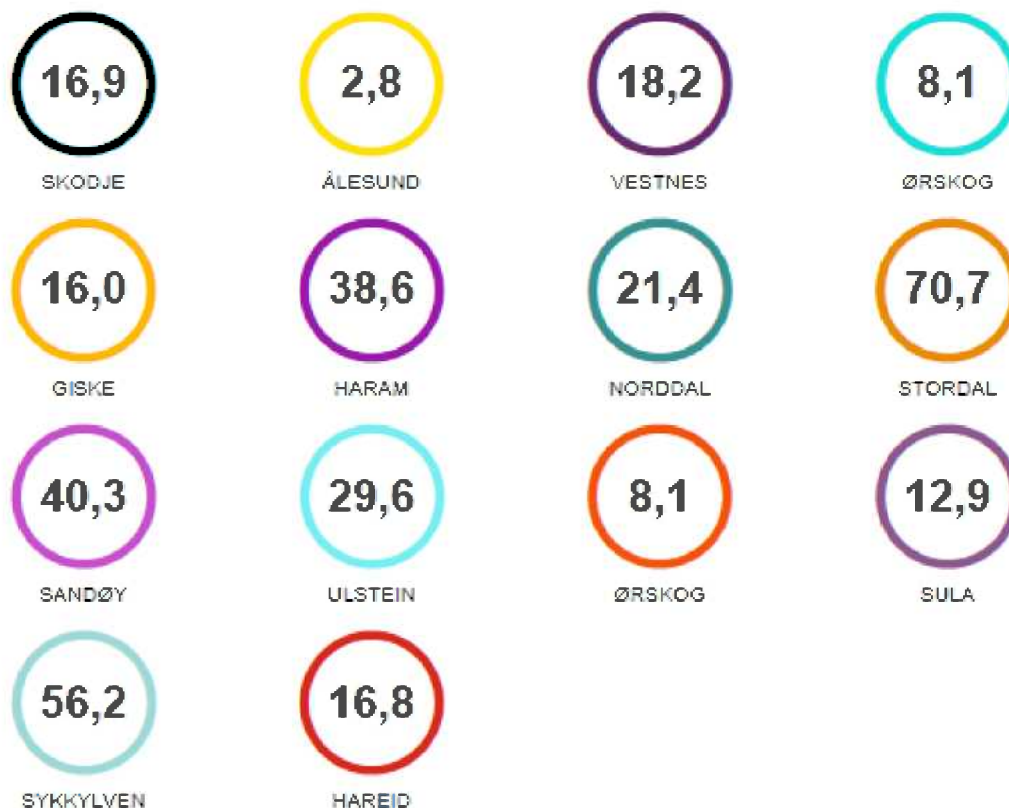 16,9 2,8 18,2 8,1
SKODJE ÅLESUND VESTNES ØRSKOG
16,0 38,6 21,4 70,7
GISKE HARAM NORDDAL STORDAL
40,3 29,6 8,1 12,9
SANDØY ULSTEIN ØRSKOG SULA
56,2 16,8
SYKKYLVEN HAREID